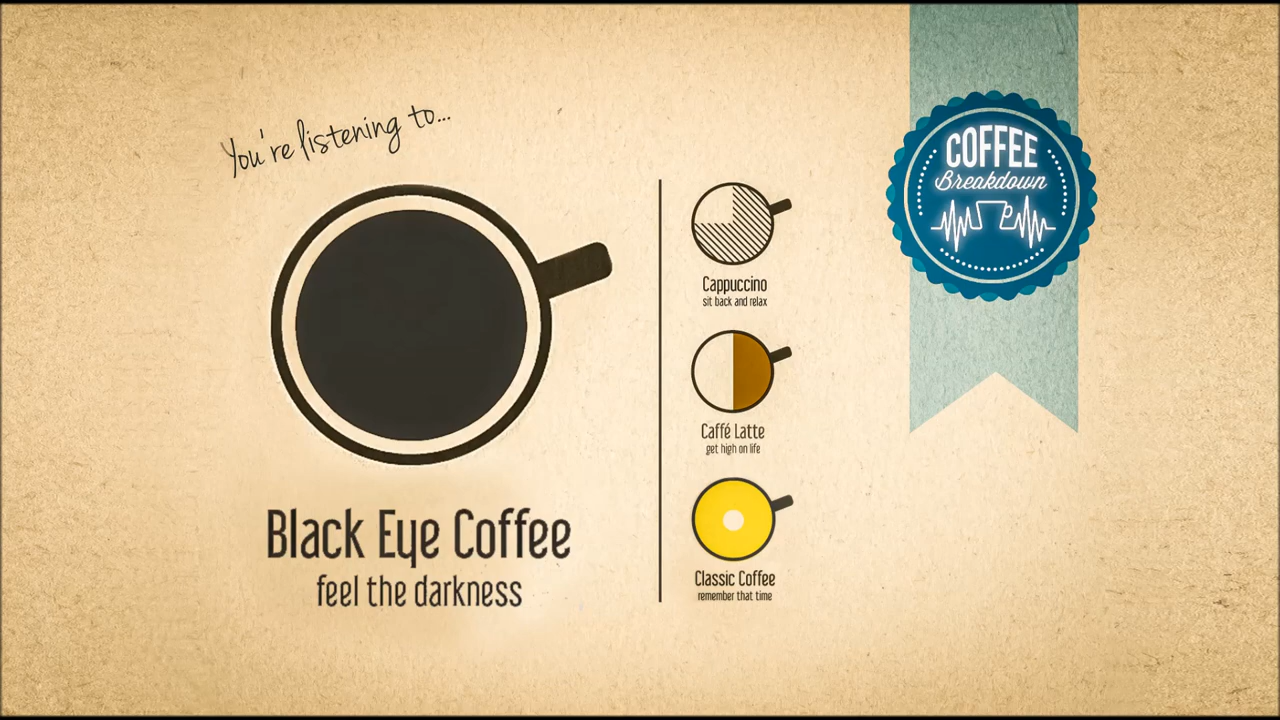 You're listening to...
Black Eye Coffee
feel the darkness
Cappuccino
sit back and relax
Caffé Latte
get high on life
Classic Coffee
remember that time
COFFEE
Breakdown